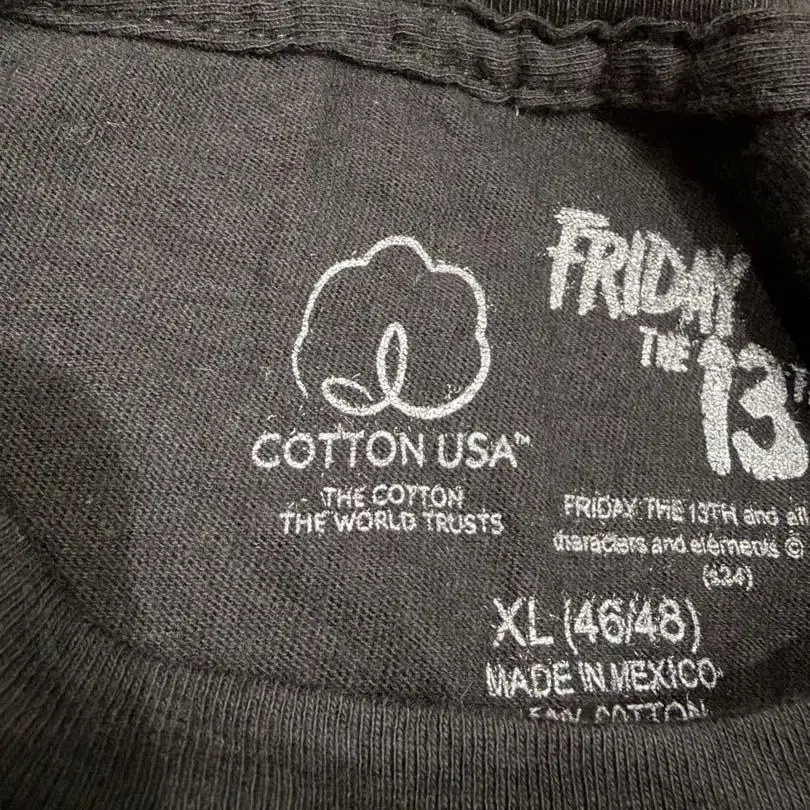 FRIDAY
THE 13TH
COTTON USA™
THE COTTON
THE WORLD TRUSTS
FRIDAY THE 13TH and all
characters and elements ©
(s24)
XL (46/48)
MADE IN MEXICO
COTTON